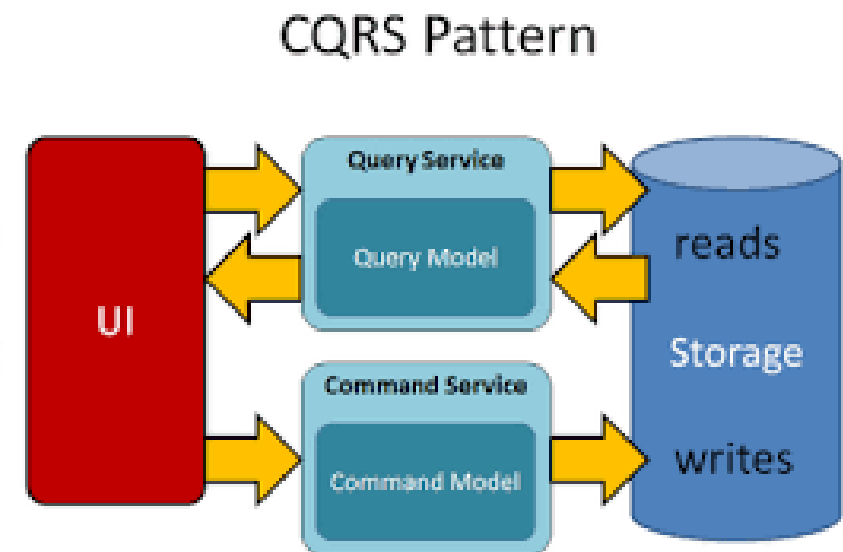 CQRS Pattern
Query Service
Query Model
reads
UI
Storage
Command Service
Command Model
writes